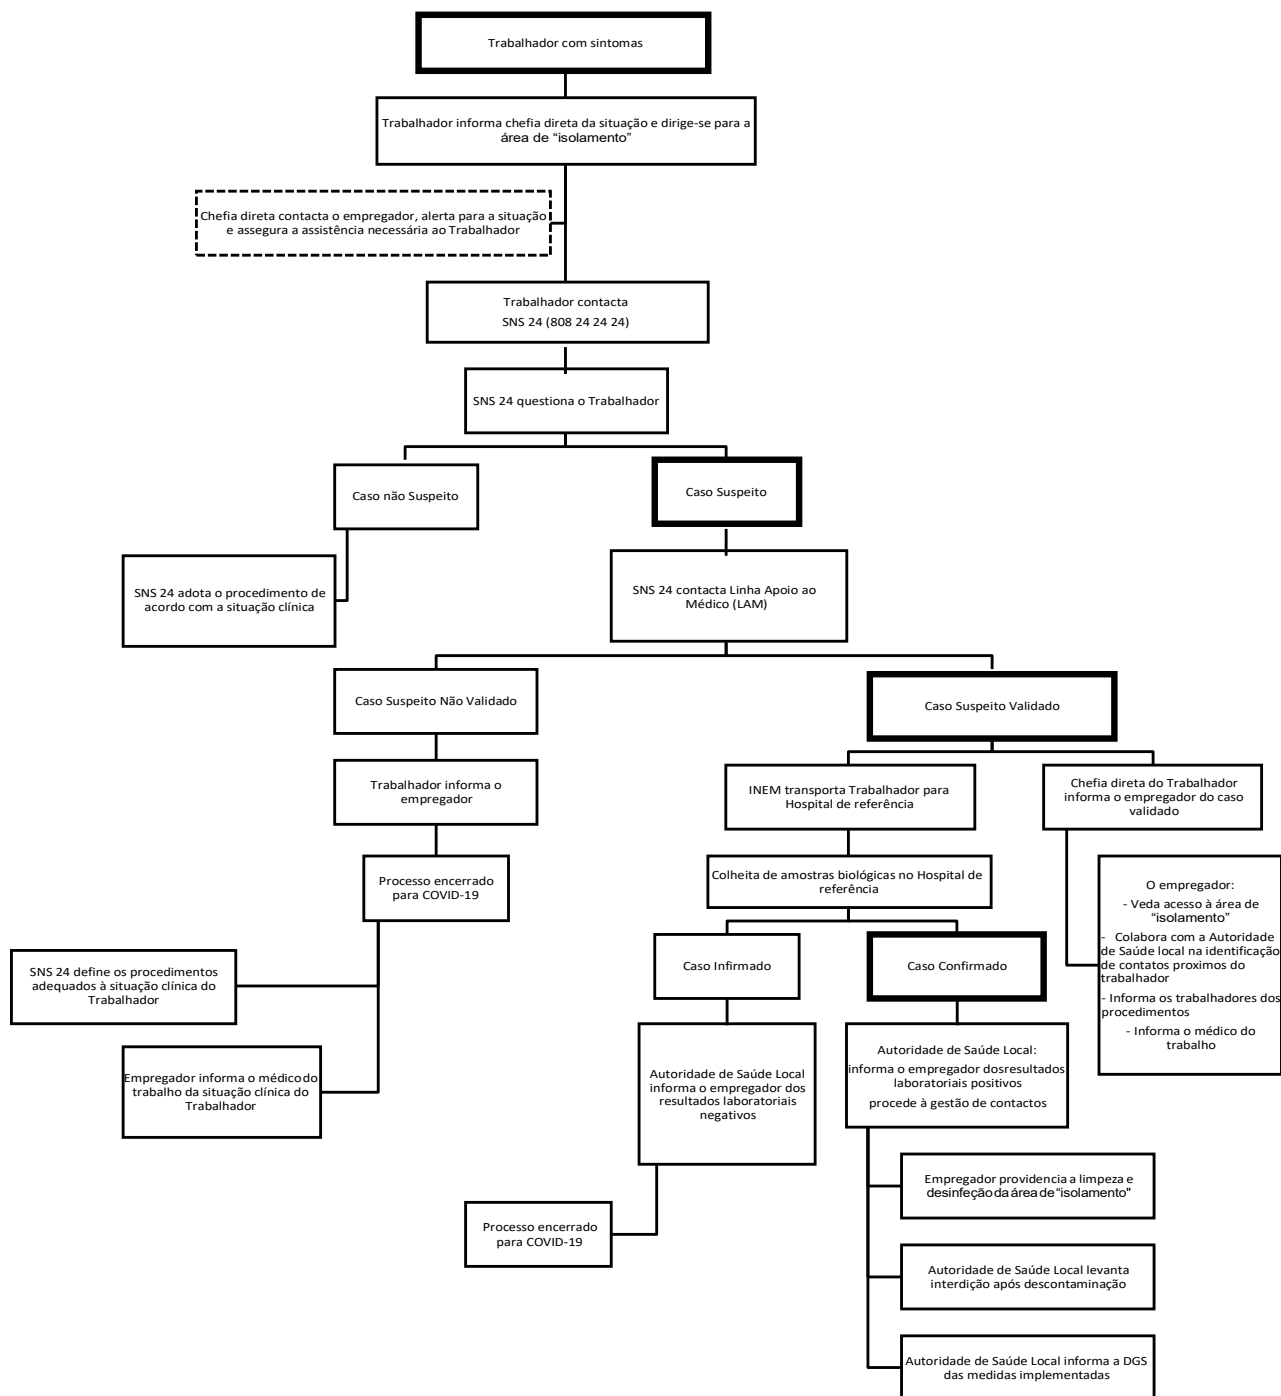 Trabalhador com sintomas
Trabalhador informa chefia direta da situação e dirige-se para a
área de “isolamento”
Chefia direta contacta o empregador, alerta para a situação
e assegura a assistência necessária ao Trabalhador
Trabalhador contacta
SNS 24 (808 24 24 24)
SNS 24 questiona o Trabalhador
Caso não Suspeito
Caso Suspeito
SNS 24 adota o procedimento de
acordo com a situação clínica
SNS 24 contacta Linha Apoio ao
Médico (LAM)
Caso Suspeito Não Validado
Caso Suspeito Validado
Trabalhador informa o
empregador
INEM transporta Trabalhador para
Hospital de referência
Chefia direta do Trabalhador
informa o empregador do caso
validado
Processo encerrado
para COVID-19
Colheita de amostras biológicas no Hospital de
referência
O empregador:
- Veda acesso à área de
“isolamento”
- Colabora com a Autoridade
de Saúde local na identificação
de contatos proximos do
trabalhador
- Informa os trabalhadores dos
procedimentos
- Informa o médico do
trabalho
SNS 24 define os procedimentos
adequados à situação clínica do
Trabalhador
Caso Infirmado
Caso Confirmado
Empregador informa o médico do
trabalho da situação clínica do
Trabalhador
Autoridade de Saúde Local
informa o empregador dos
resultados laboratoriais
negativos
Autoridade de Saúde Local:
informa o empregador dosresultados
laboratoriais positivos
procede à gestão de contactos
Processo encerrado
para COVID-19
Empregador providencia a limpeza e
desinfeção da área de “isolamento”
Autoridade de Saúde Local levanta
interdição após descontaminação
Autoridade de Saúde Local informa a DGS
das medidas implementadas